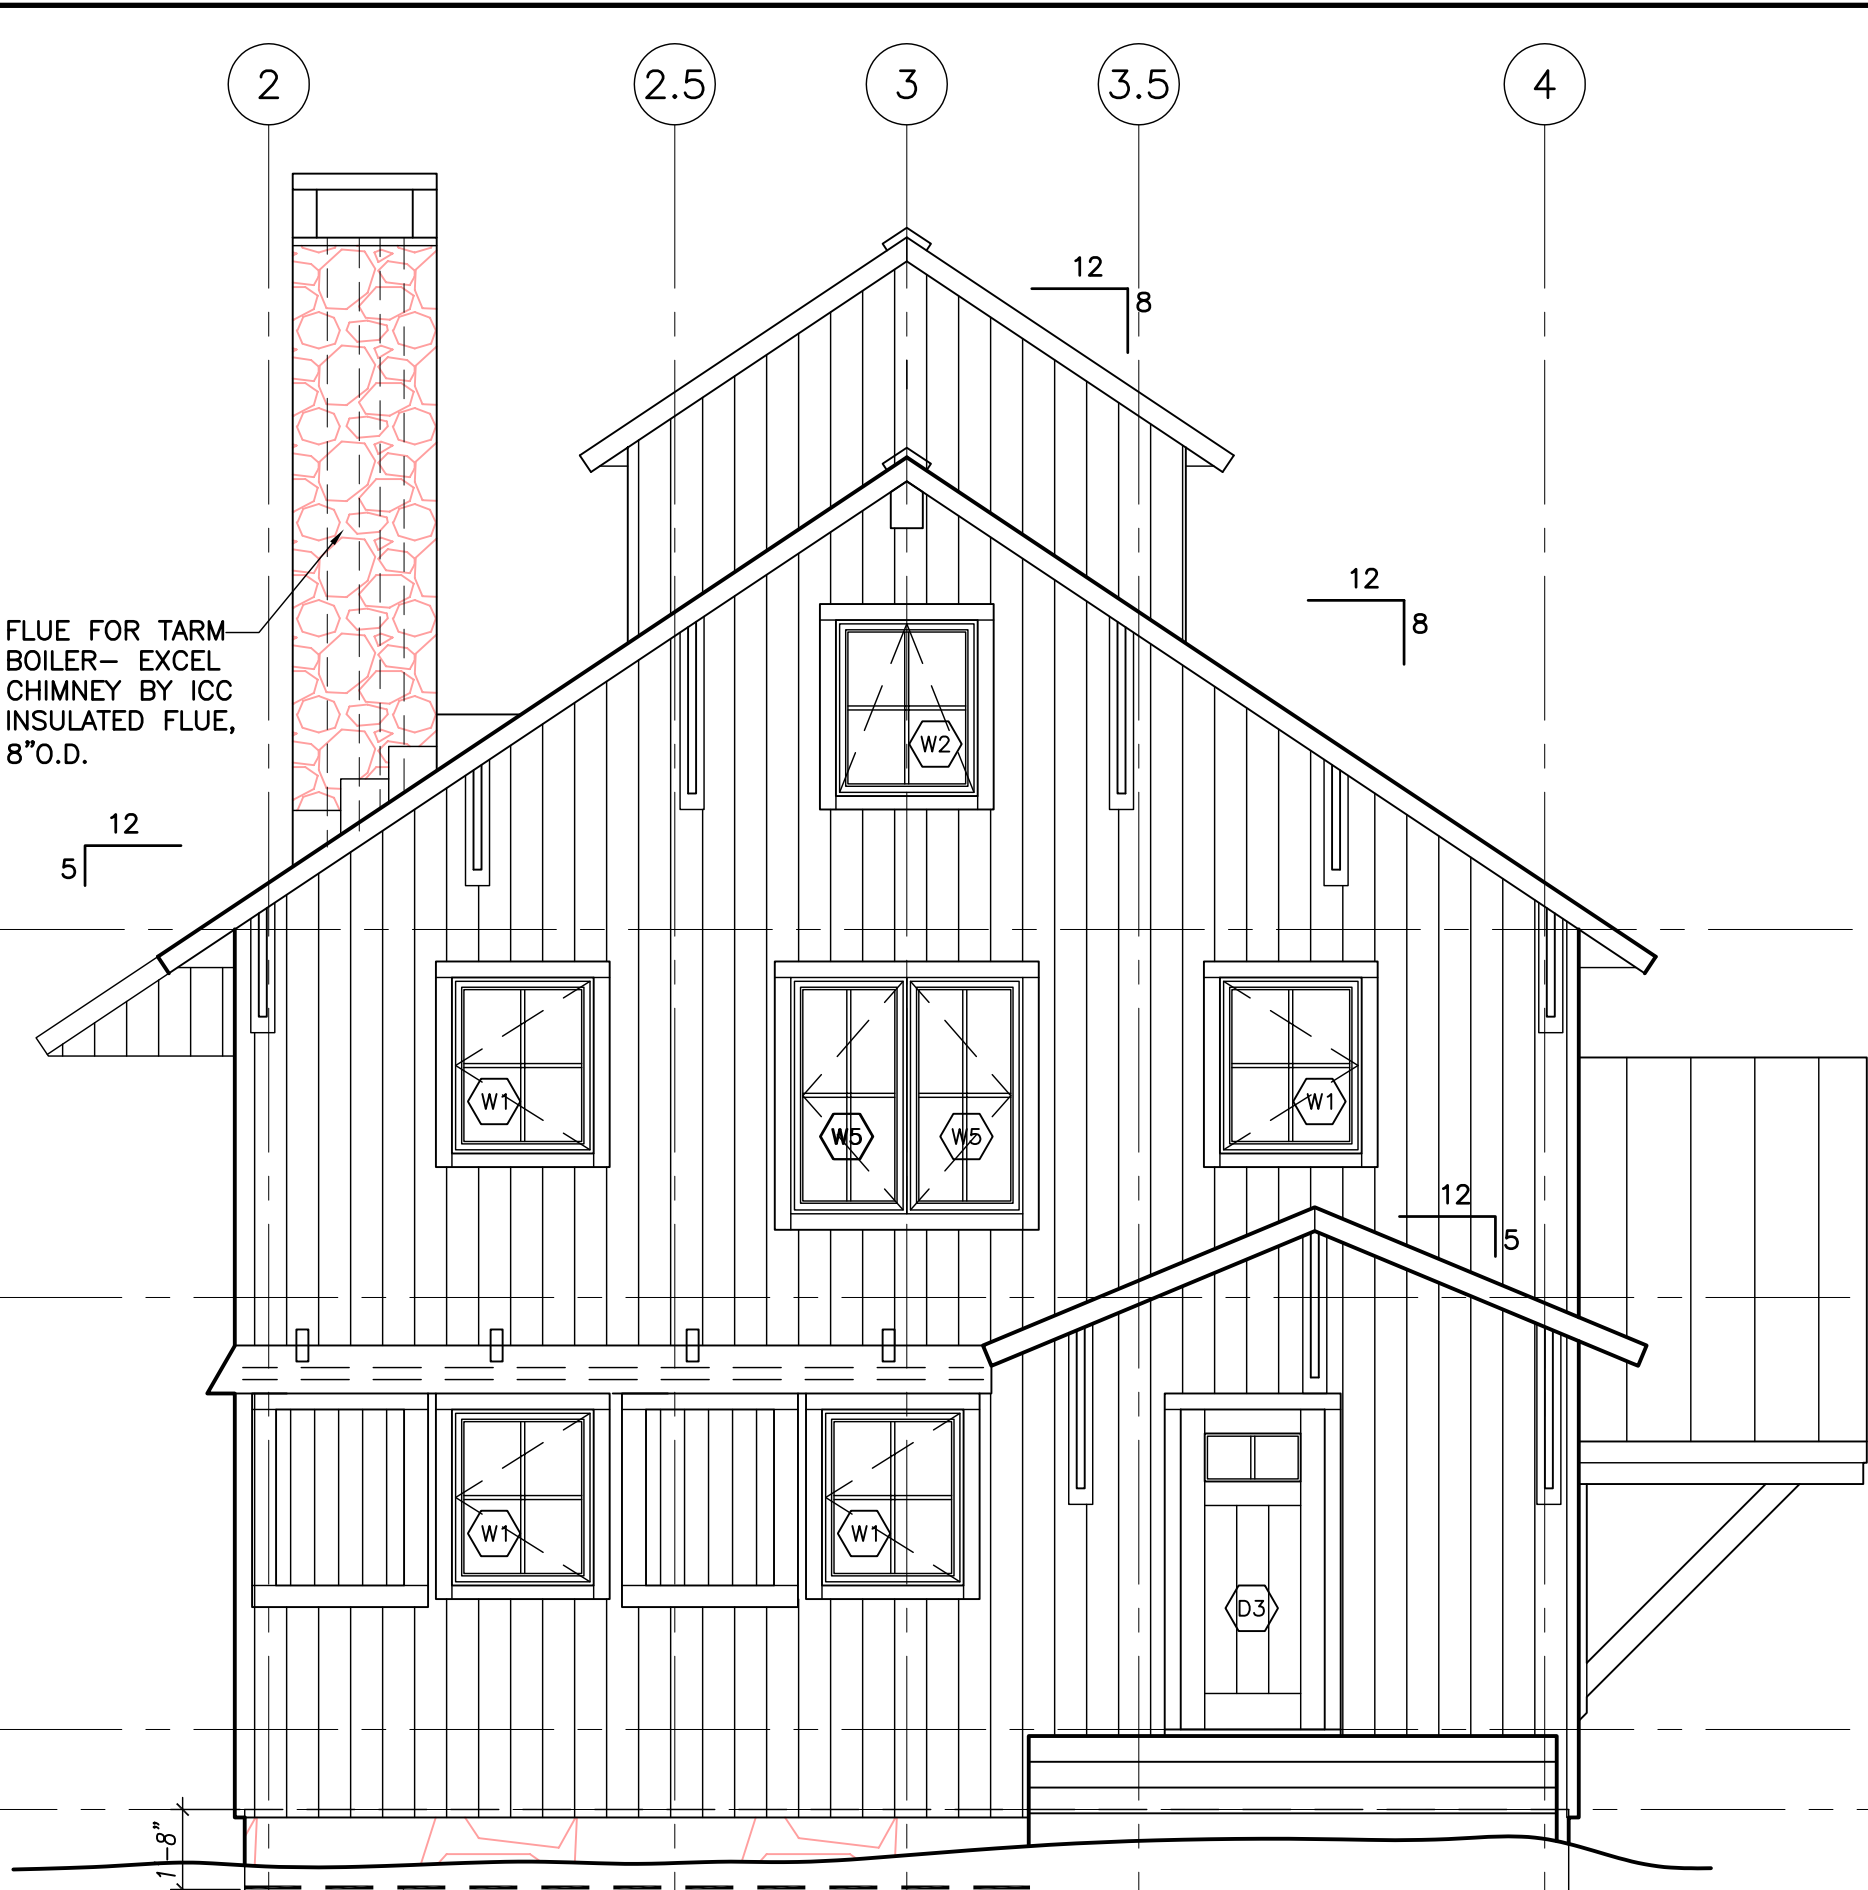 2
2.5
3
3.5
4
12
8
12
8
FLUE FOR TARM
BOILER– EXCEL
CHIMNEY BY ICC
INSULATED FLUE,
8"O.D.
W2
12
5
W1
W5
W5
W1
12
5
W1
W1
D3
1'–8"